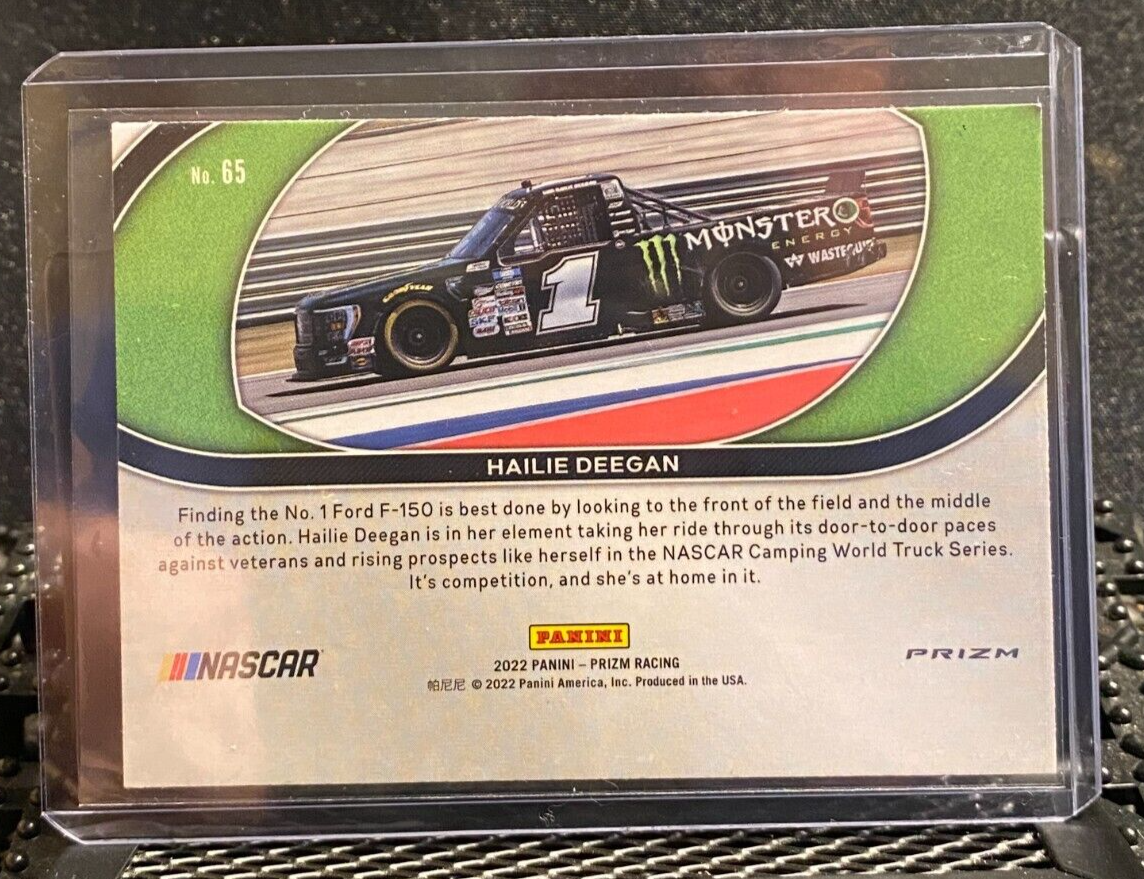 No. 65
MONSTER
ENERGY
WASTEQUIP
GOODYEAR
1
HAILIE DEEGAN
Finding the No. 1 Ford F-150 is best done by looking to the front of the field and the middle
of the action. Hailie Deegan is in her element taking her ride through its door-to-door paces
against veterans and rising prospects like herself in the NASCAR Camping World Truck Series.
It's competition, and she's at home in it.
PANINI
NASCAR
2022 PANINI – PRIZM RACING
PRIZM
帕尼尼 © 2022 Panini America, Inc. Produced in the USA.